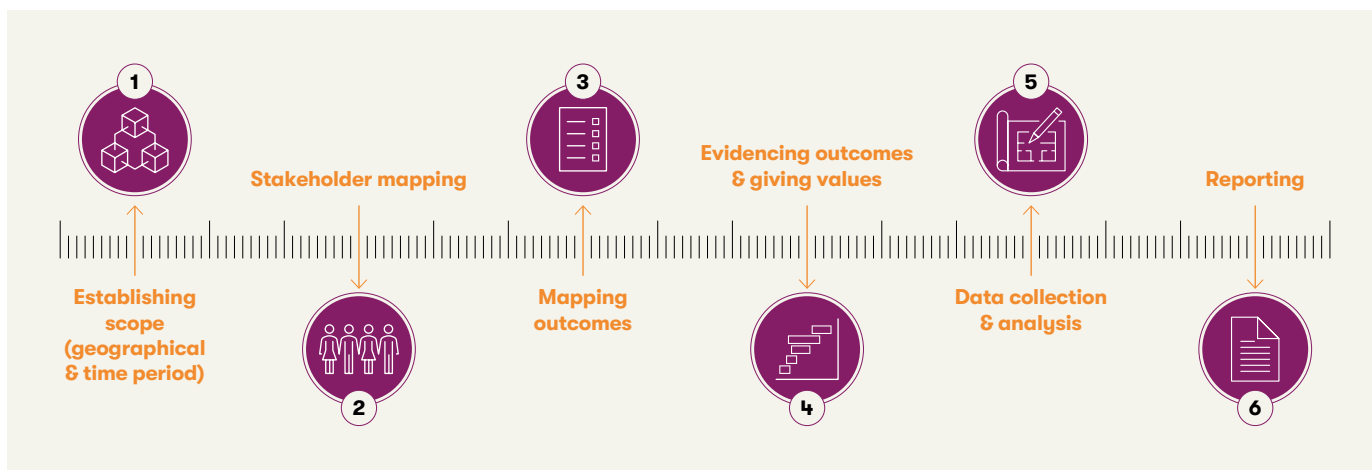 1
Establishing
scope
(geographical
& time period)
Stakeholder mapping
2
3
Mapping
outcomes
Evidencing outcomes
& giving values
4
5
Data collection
& analysis
Reporting
6